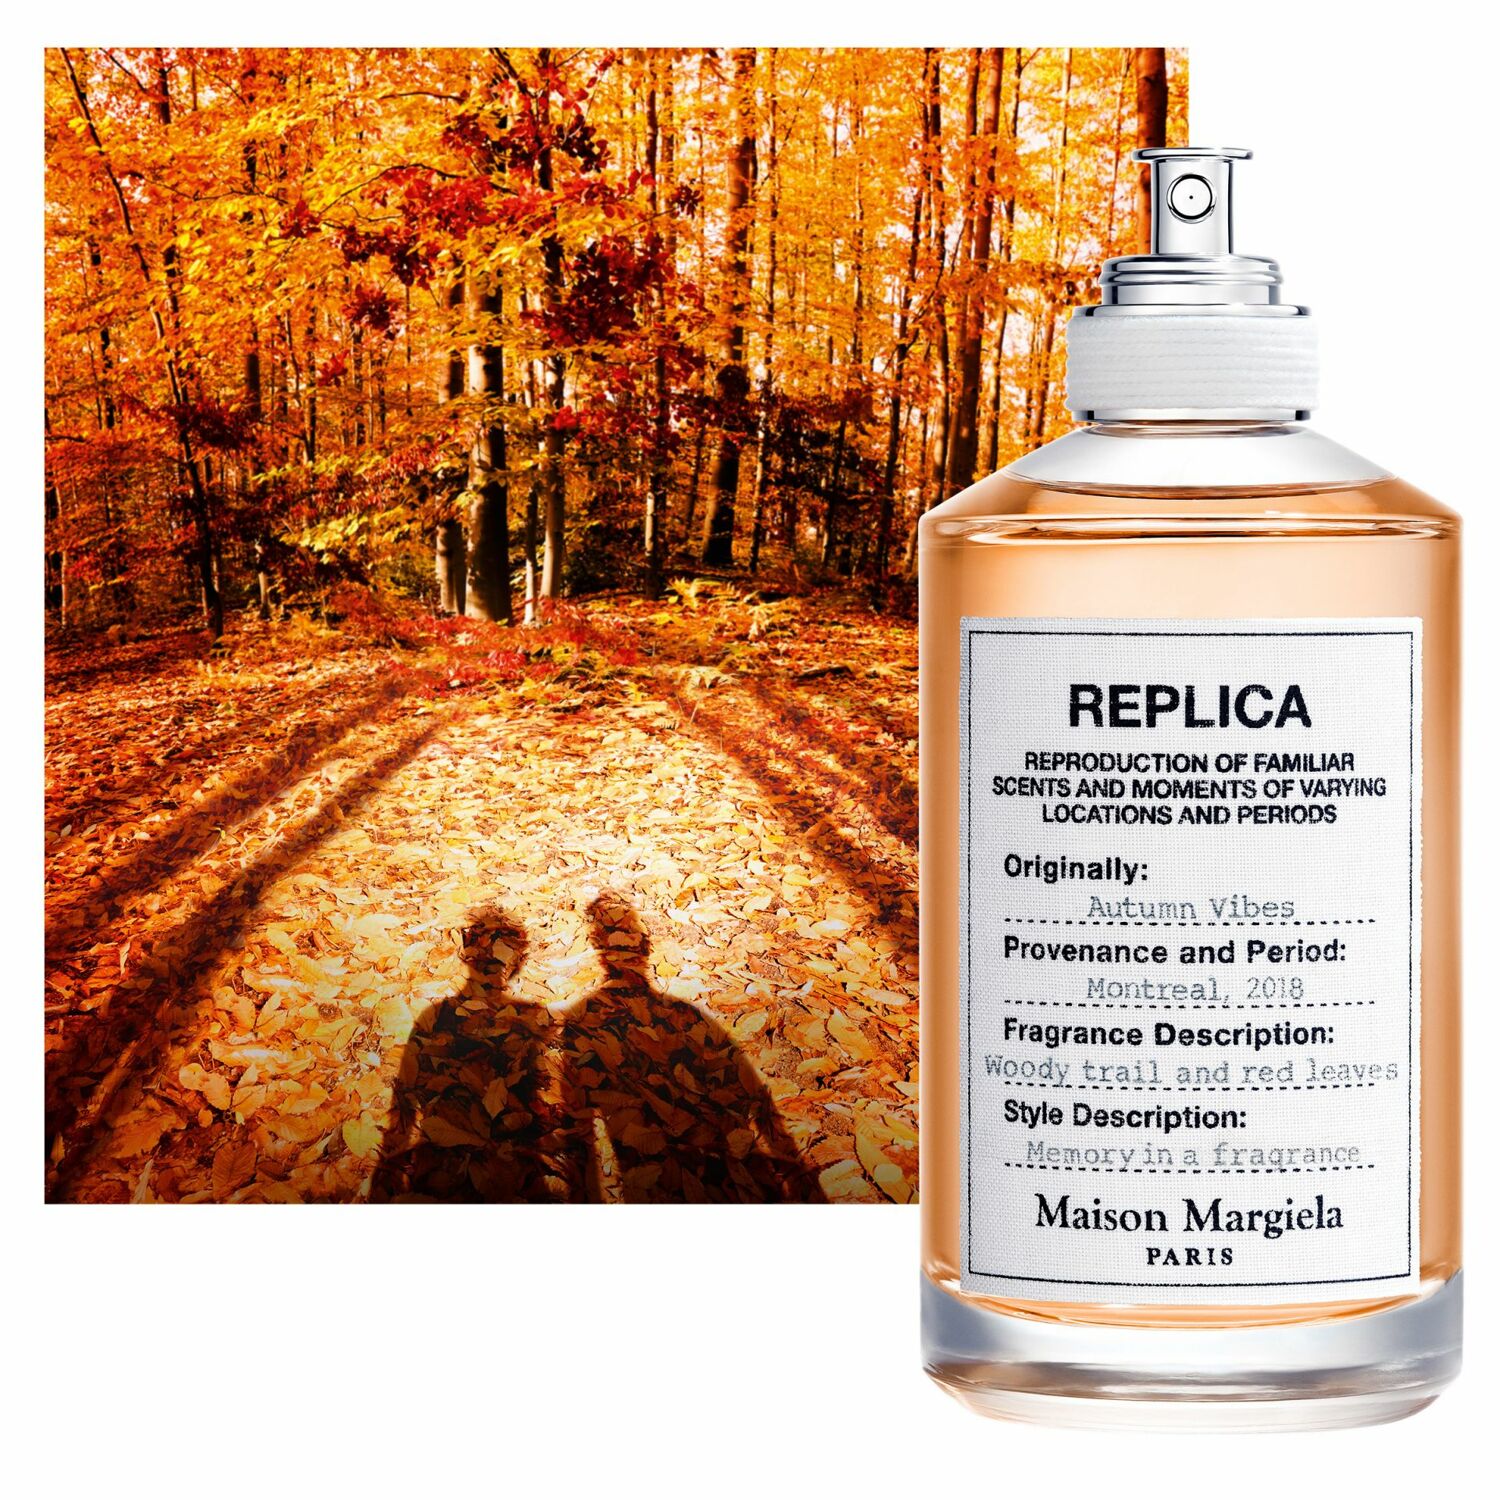 REPLICA
REPRODUCTION OF FAMILIAR
SCENTS AND MOMENTS OF VARYING
LOCATIONS AND PERIODS
Originally:
Autumn Vibes
Provenance and Period:
Montreal, 2018
Fragrance Description:
Woody trail and red leaves
Style Description:
Memory in a fragrance
Maison Margiela
PARIS